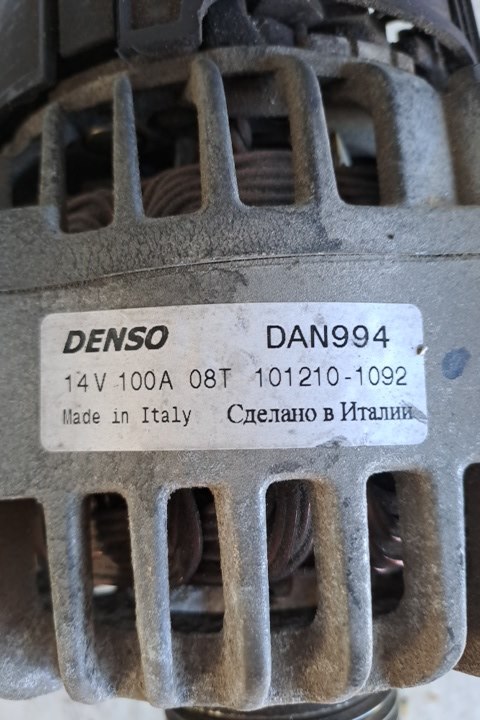 DENSO DAN994
14V 100A 08T 101210-1092
Made in Italy Сделано в Италии